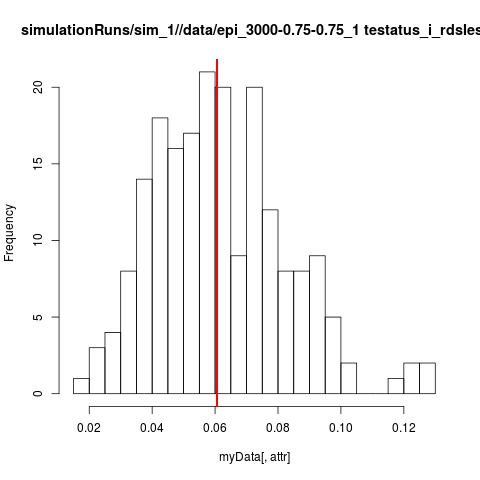 simulationRuns/sim_1//data/epi_3000-0.75-0.75_1 testatus_i_rdsles
Frequency
20
15
10
5
0
0.02 0.04 0.06 0.08 0.10 0.12
myData[, attr]